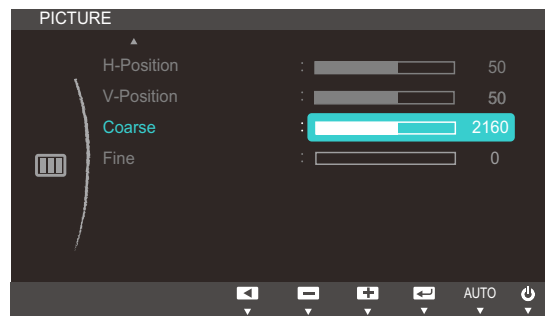 PICTURE
H-Position : 50
V-Position : 50
Coarse : 2160
Fine : 0
AUTO